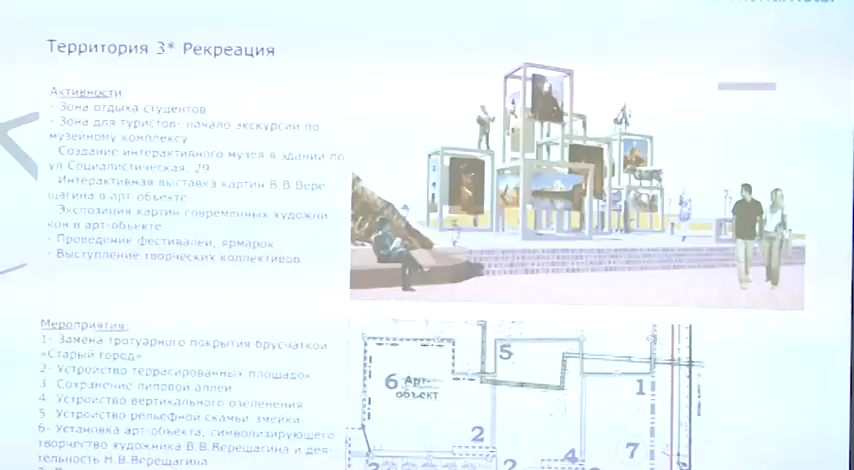 Территория 3* Рекреация
Активности:
- Зона отдыха студентов
- Зона для туристов- начало экскурсии по
музейному комплексу
Создание интерактивного музея в здании по
ул Социалистическая, 29
Интерактивная выставка картин В.В.Вере-
щагина в арт-объекте
- Экспозиция картин современных художни-
ков в арт-объекте
- Проведение фестивалей, ярмарок
- Выступление творческих коллективов
Мероприятия:
1- Замена тротуарного покрытия брусчаткой
«Старый город»
2- Устройство террасированных площадок
3 Сохранение липовой аллеи
4- Устройство вертикального озеленения
5 Устройство рельефной скамьи-змейки
6- Установка арт-объекта, символизирующего
творчество художника В.В.Верещагина и дея-
тельность Н.В.Верещагина
5
6 Арт-
объект
1
2
4
7
2